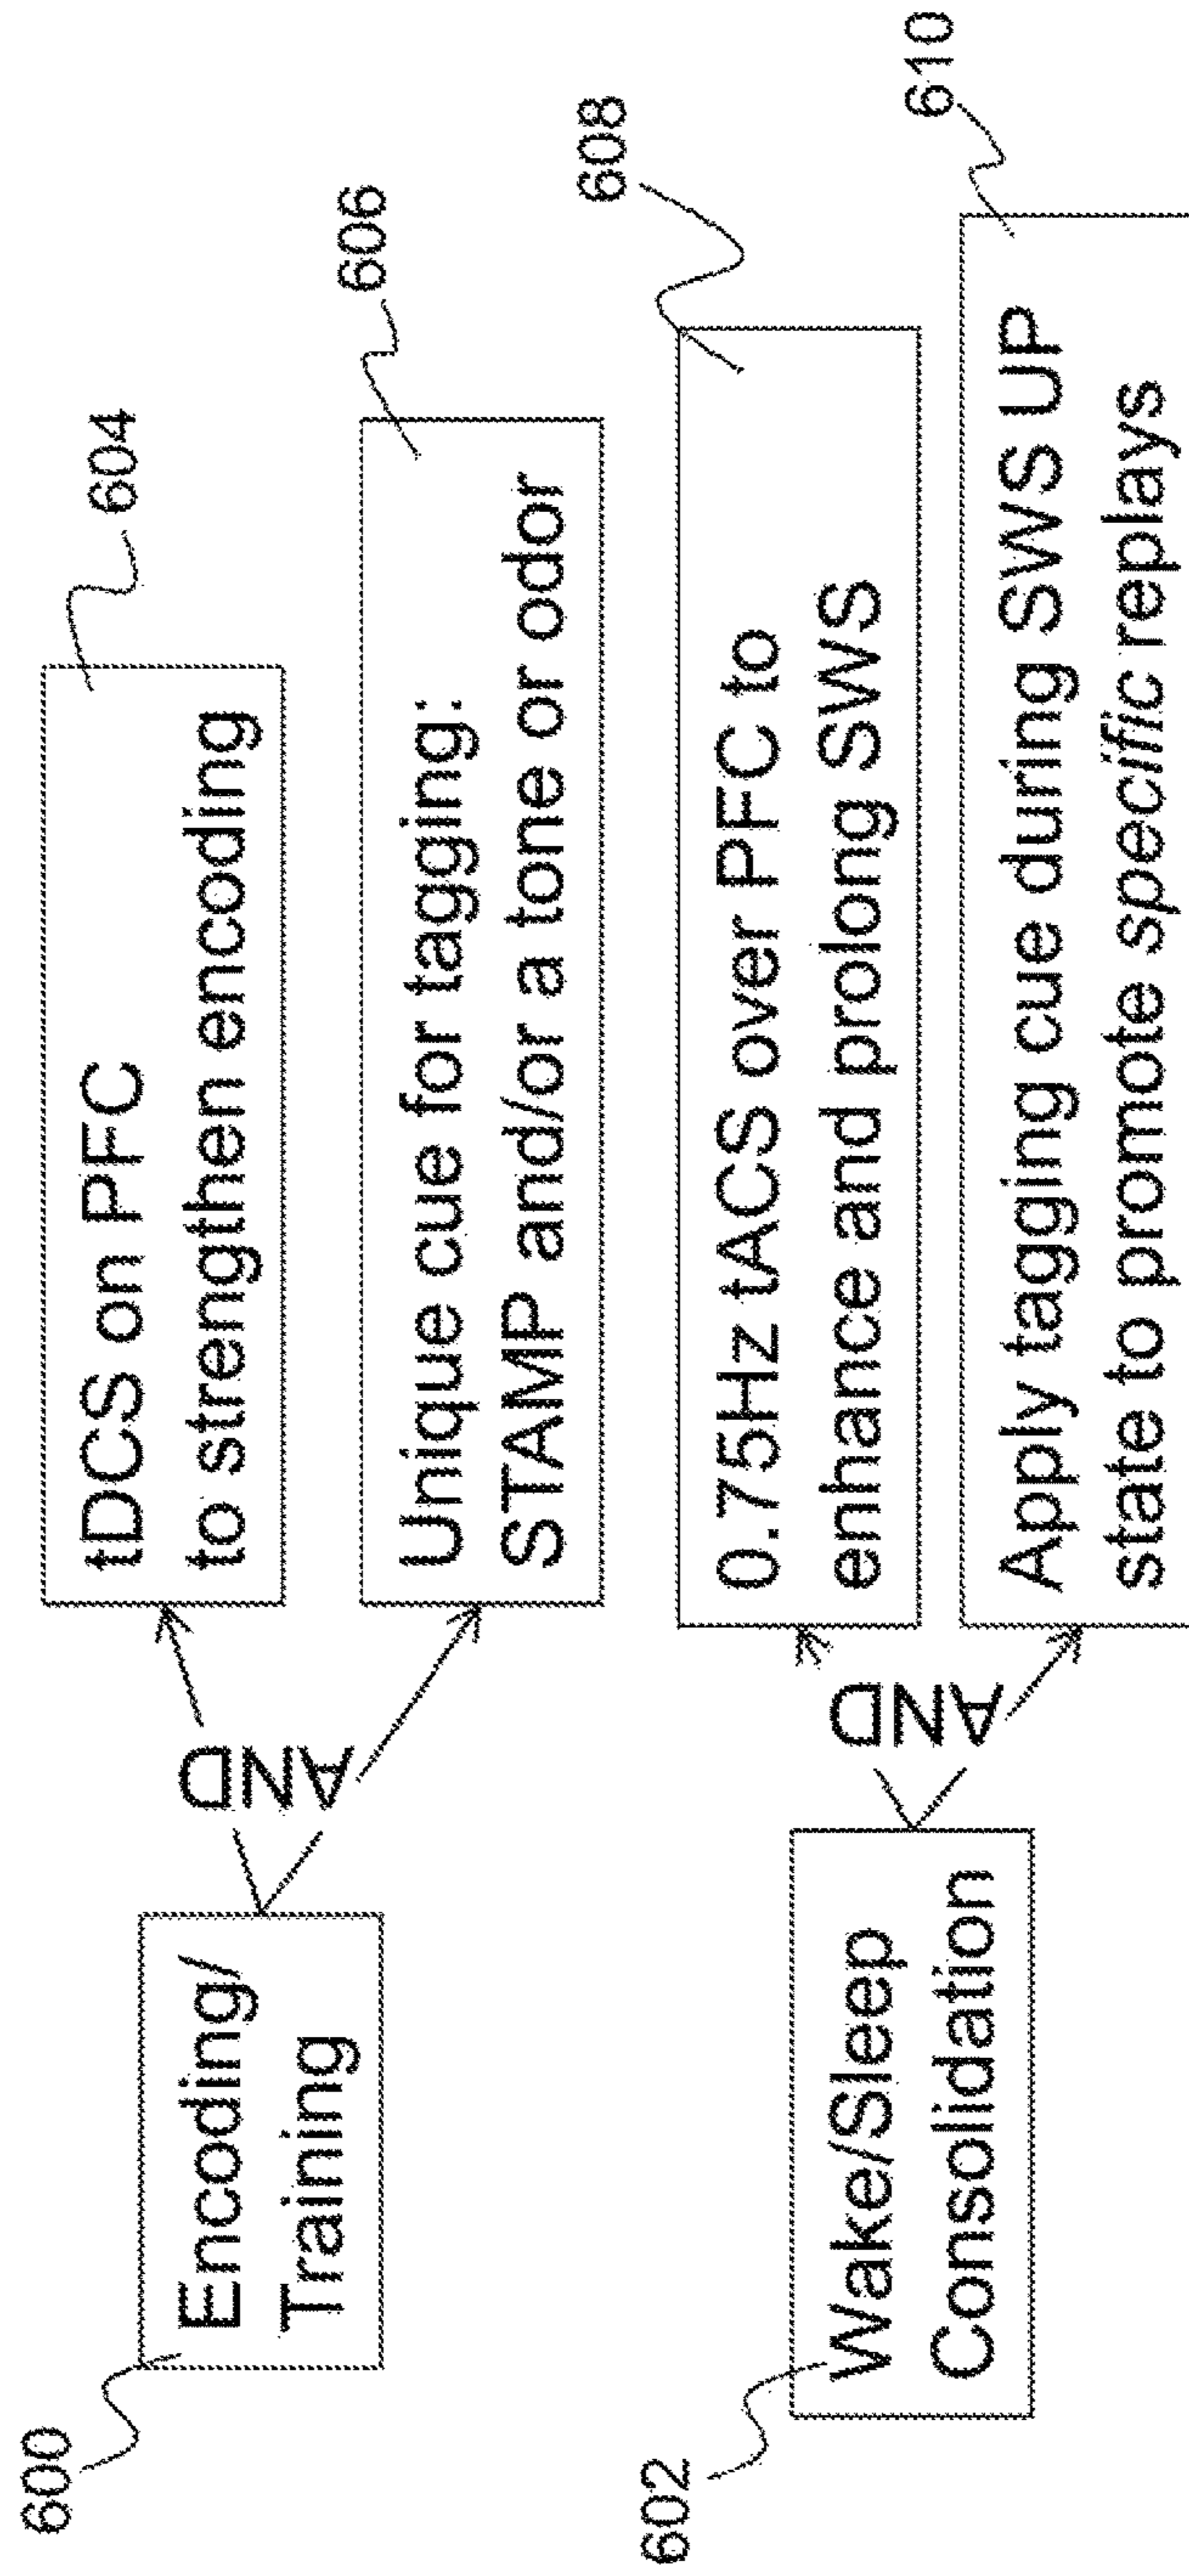 600
Encoding/
Training
AND
604
tDCS on PFC
to strengthen encoding
606
Unique cue for tagging:
STAMP and/or a tone or odor
602
Wake/Sleep
Consolidation
AND
608
0.75Hz tACS over PFC to
enhance and prolong SWS
610
Apply tagging cue during SWS UP
state to promote specific replays